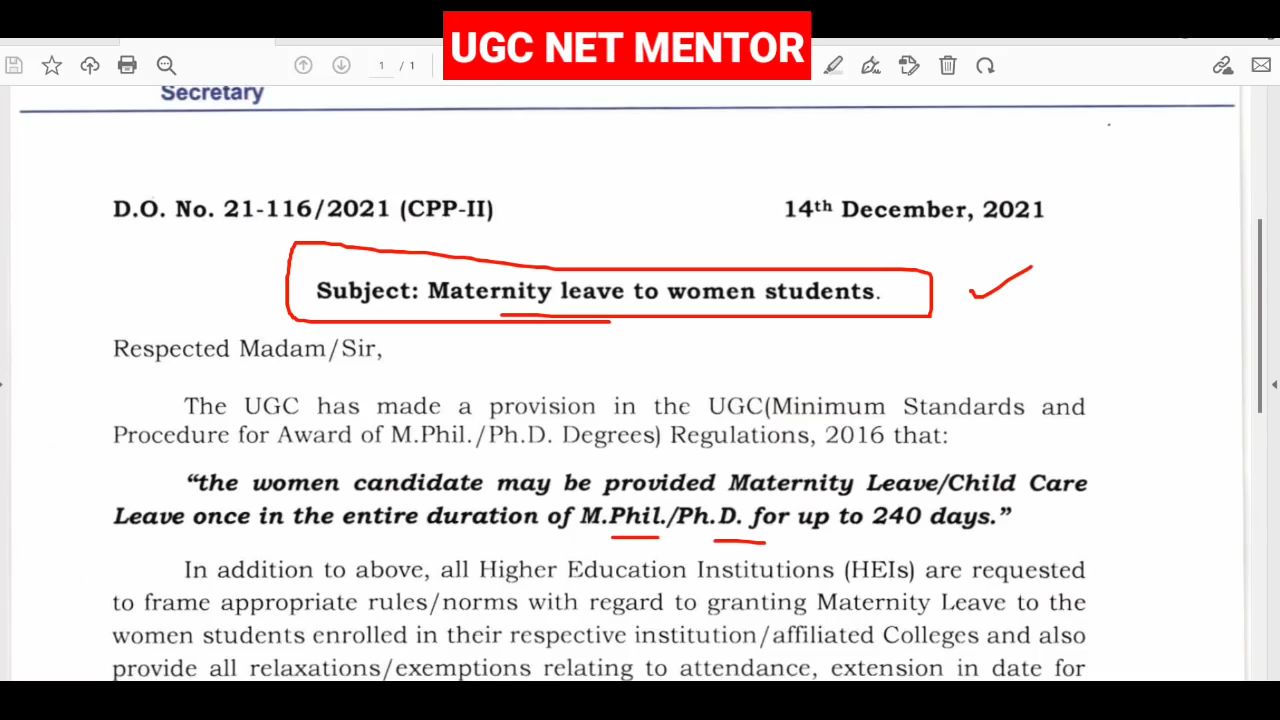 UGC NET MENTOR
1 / 1
Secretary
D.O. No. 21-116/2021 (CPP-II) 14th December, 2021
Subject: Maternity leave to women students.
Respected Madam/Sir,
The UGC has made a provision in the UGC(Minimum Standards and
Procedure for Award of M.Phil./Ph.D. Degrees) Regulations, 2016 that:
“the women candidate may be provided Maternity Leave/Child Care
Leave once in the entire duration of M.Phil./Ph.D. for up to 240 days.”
In addition to above, all Higher Education Institutions (HEIs) are requested
to frame appropriate rules/norms with regard to granting Maternity Leave to the
women students enrolled in their respective institution/affiliated Colleges and also
provide all relaxations/exemptions relating to attendance, extension in date for